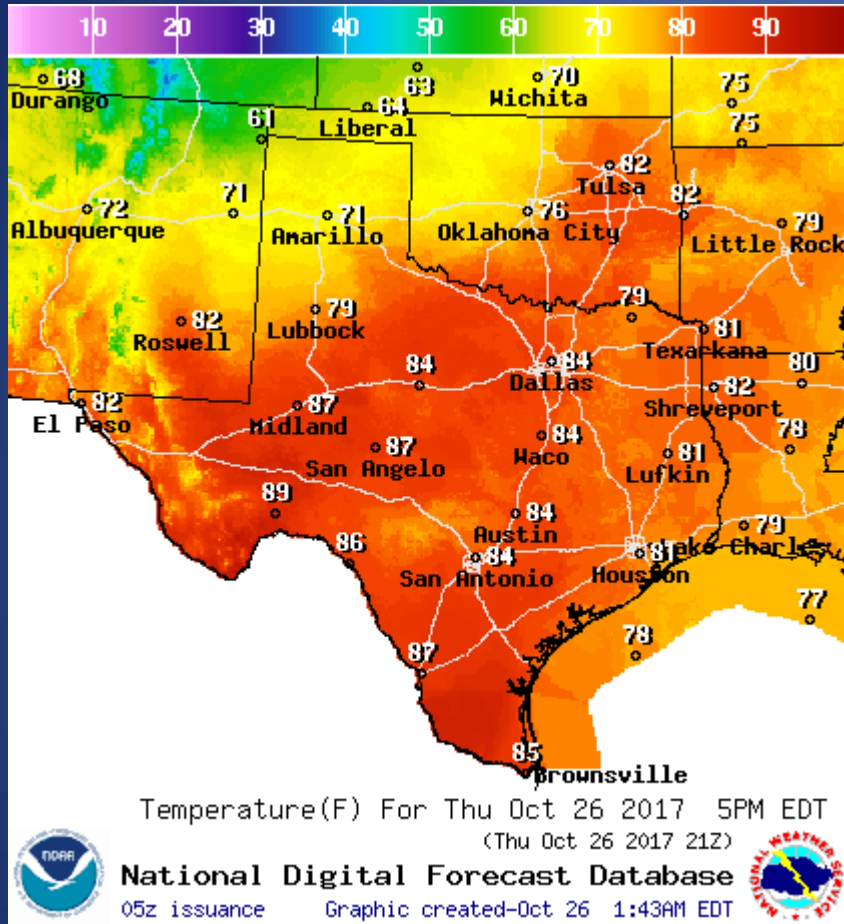 10 20 30 40 50 60 70 80 90
68
Durango
63
70
Wichita
75
64
Liberal
61
75
82
Tulsa
72
Albuquerque
71
71
Amarillo
76
Oklahoma City
82
79
Little Rock
82
Roswell
79
Lubbock
79
81
Texarkana
84
84
Dallas
80
82
Shreveport
82
El Paso
87
Midland
87
San Angelo
84
Waco
81
Lufkin
78
89
84
Austin
79
Lake Charles
86
84
San Antonio
81
Houston
77
78
87
85
Brownsville
Temperature(F) For Thu Oct 26 2017 5PM EDT
(Thu Oct 26 2017 21Z)
National Digital Forecast Database
05z issuance Graphic created-Oct 26 1:43AM EDT
NOAA
NATIONAL WEATHER SERVICE